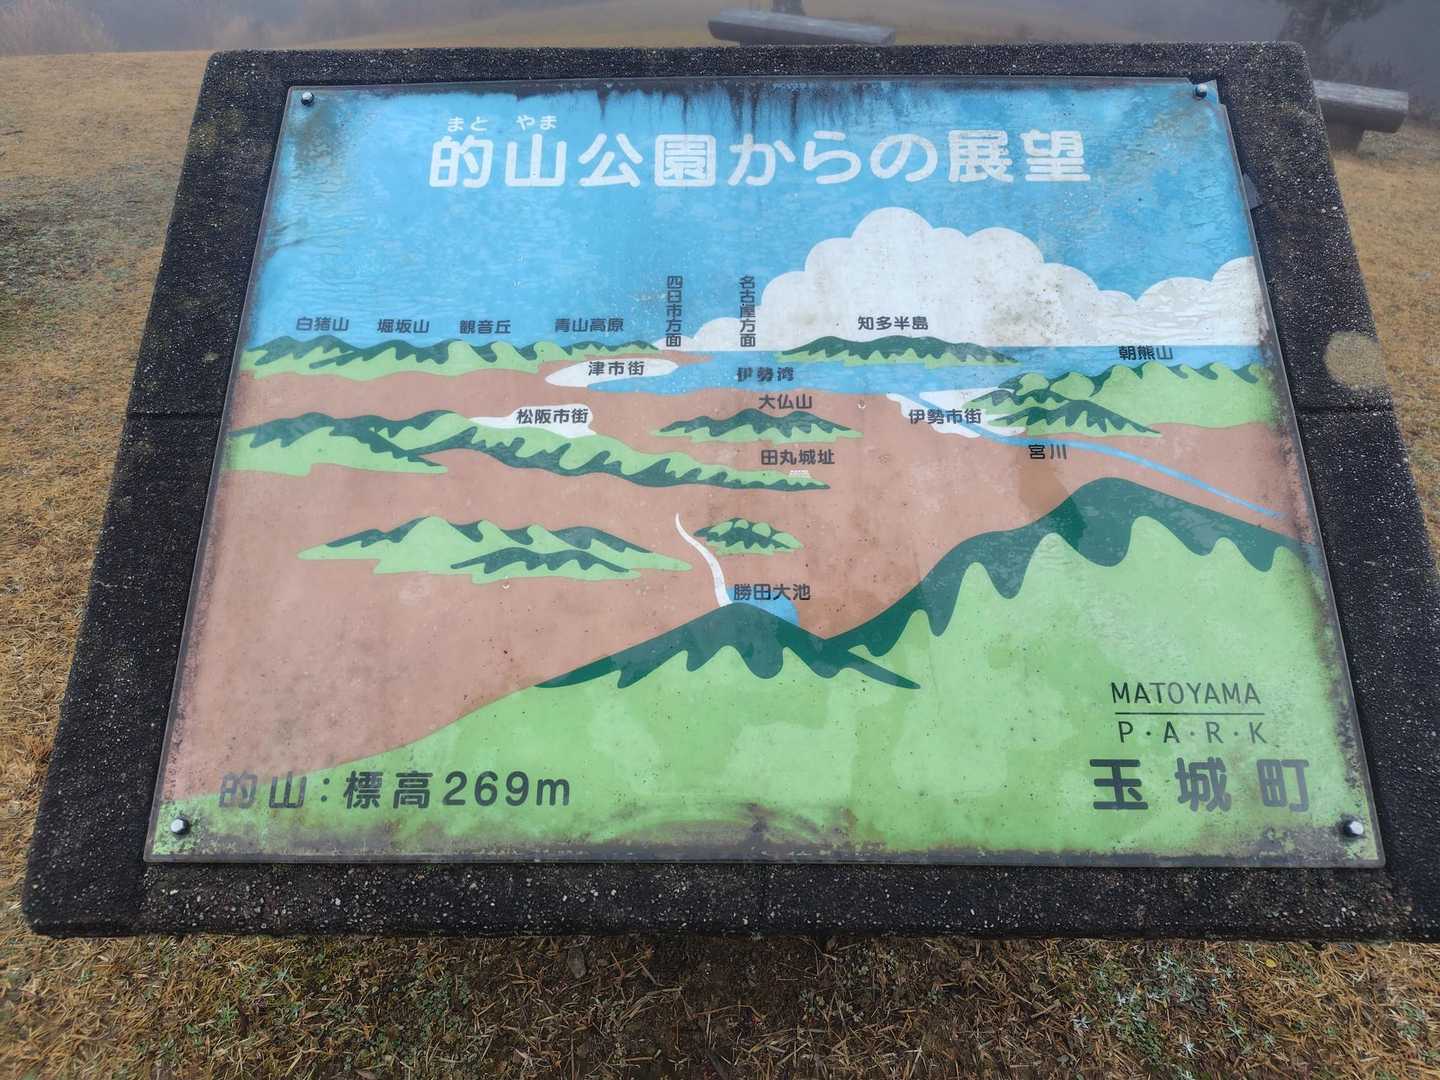 まと やま
的山公園からの展望
四日市方面
名古屋方面
白猪山 堀坂山 観音丘 青山高原 知多半島
朝熊山
津市街 伊勢湾
大仏山
松阪市街 伊勢市街
田丸城址 宮川
勝田大池
MATOYAMA
P・A・R・K
的山：標高269m
玉城町